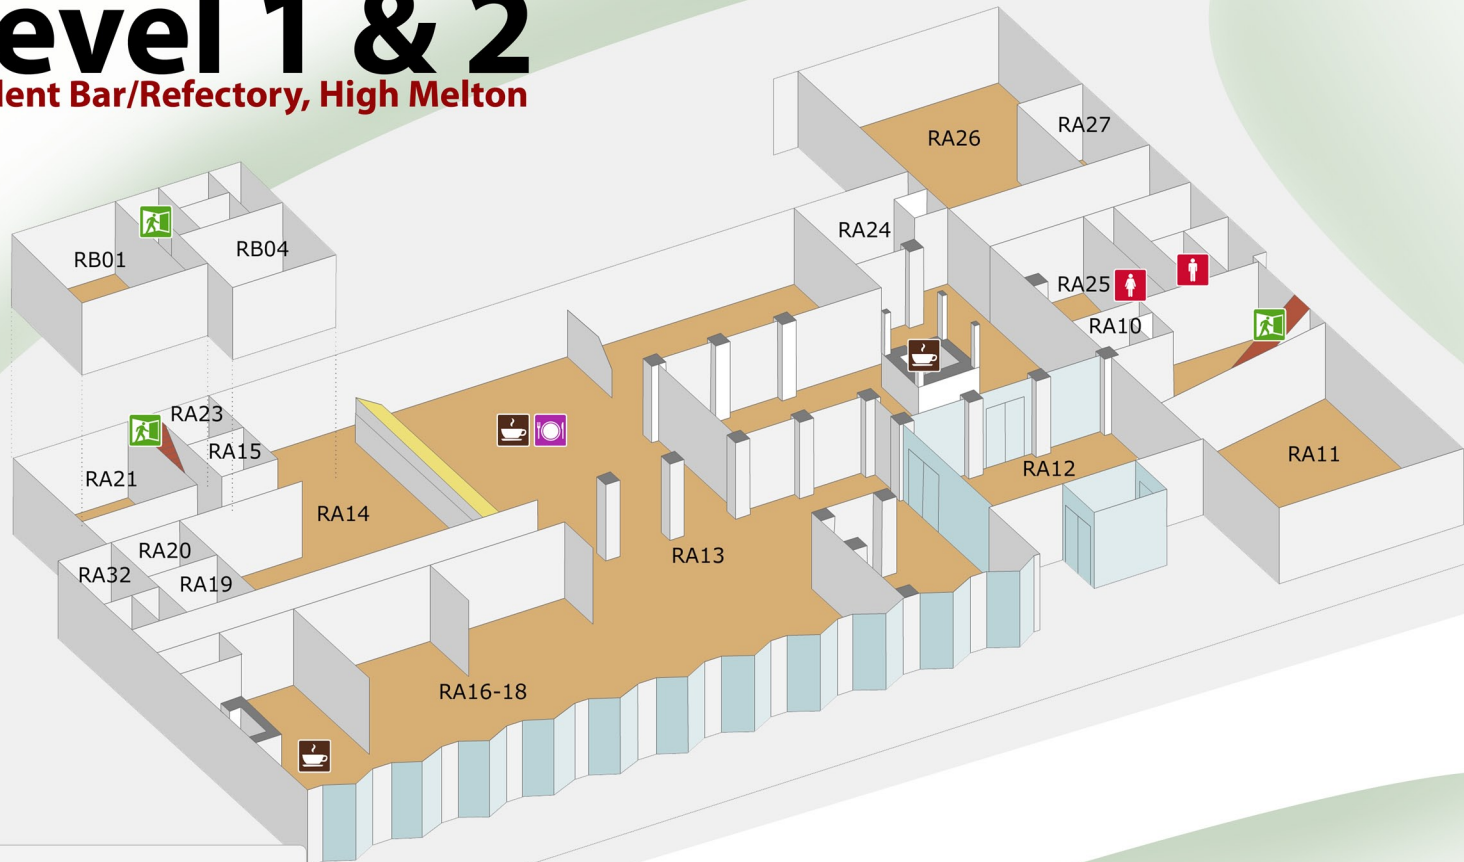 evel 1 & 2
lent Bar/Refectory, High Melton
RA26
RA27
RA24
RB01
RB04
RA25
RA10
RA23
RA15
RA21
RA14
RA12
RA11
RA20
RA32
RA19
RA13
RA16-18